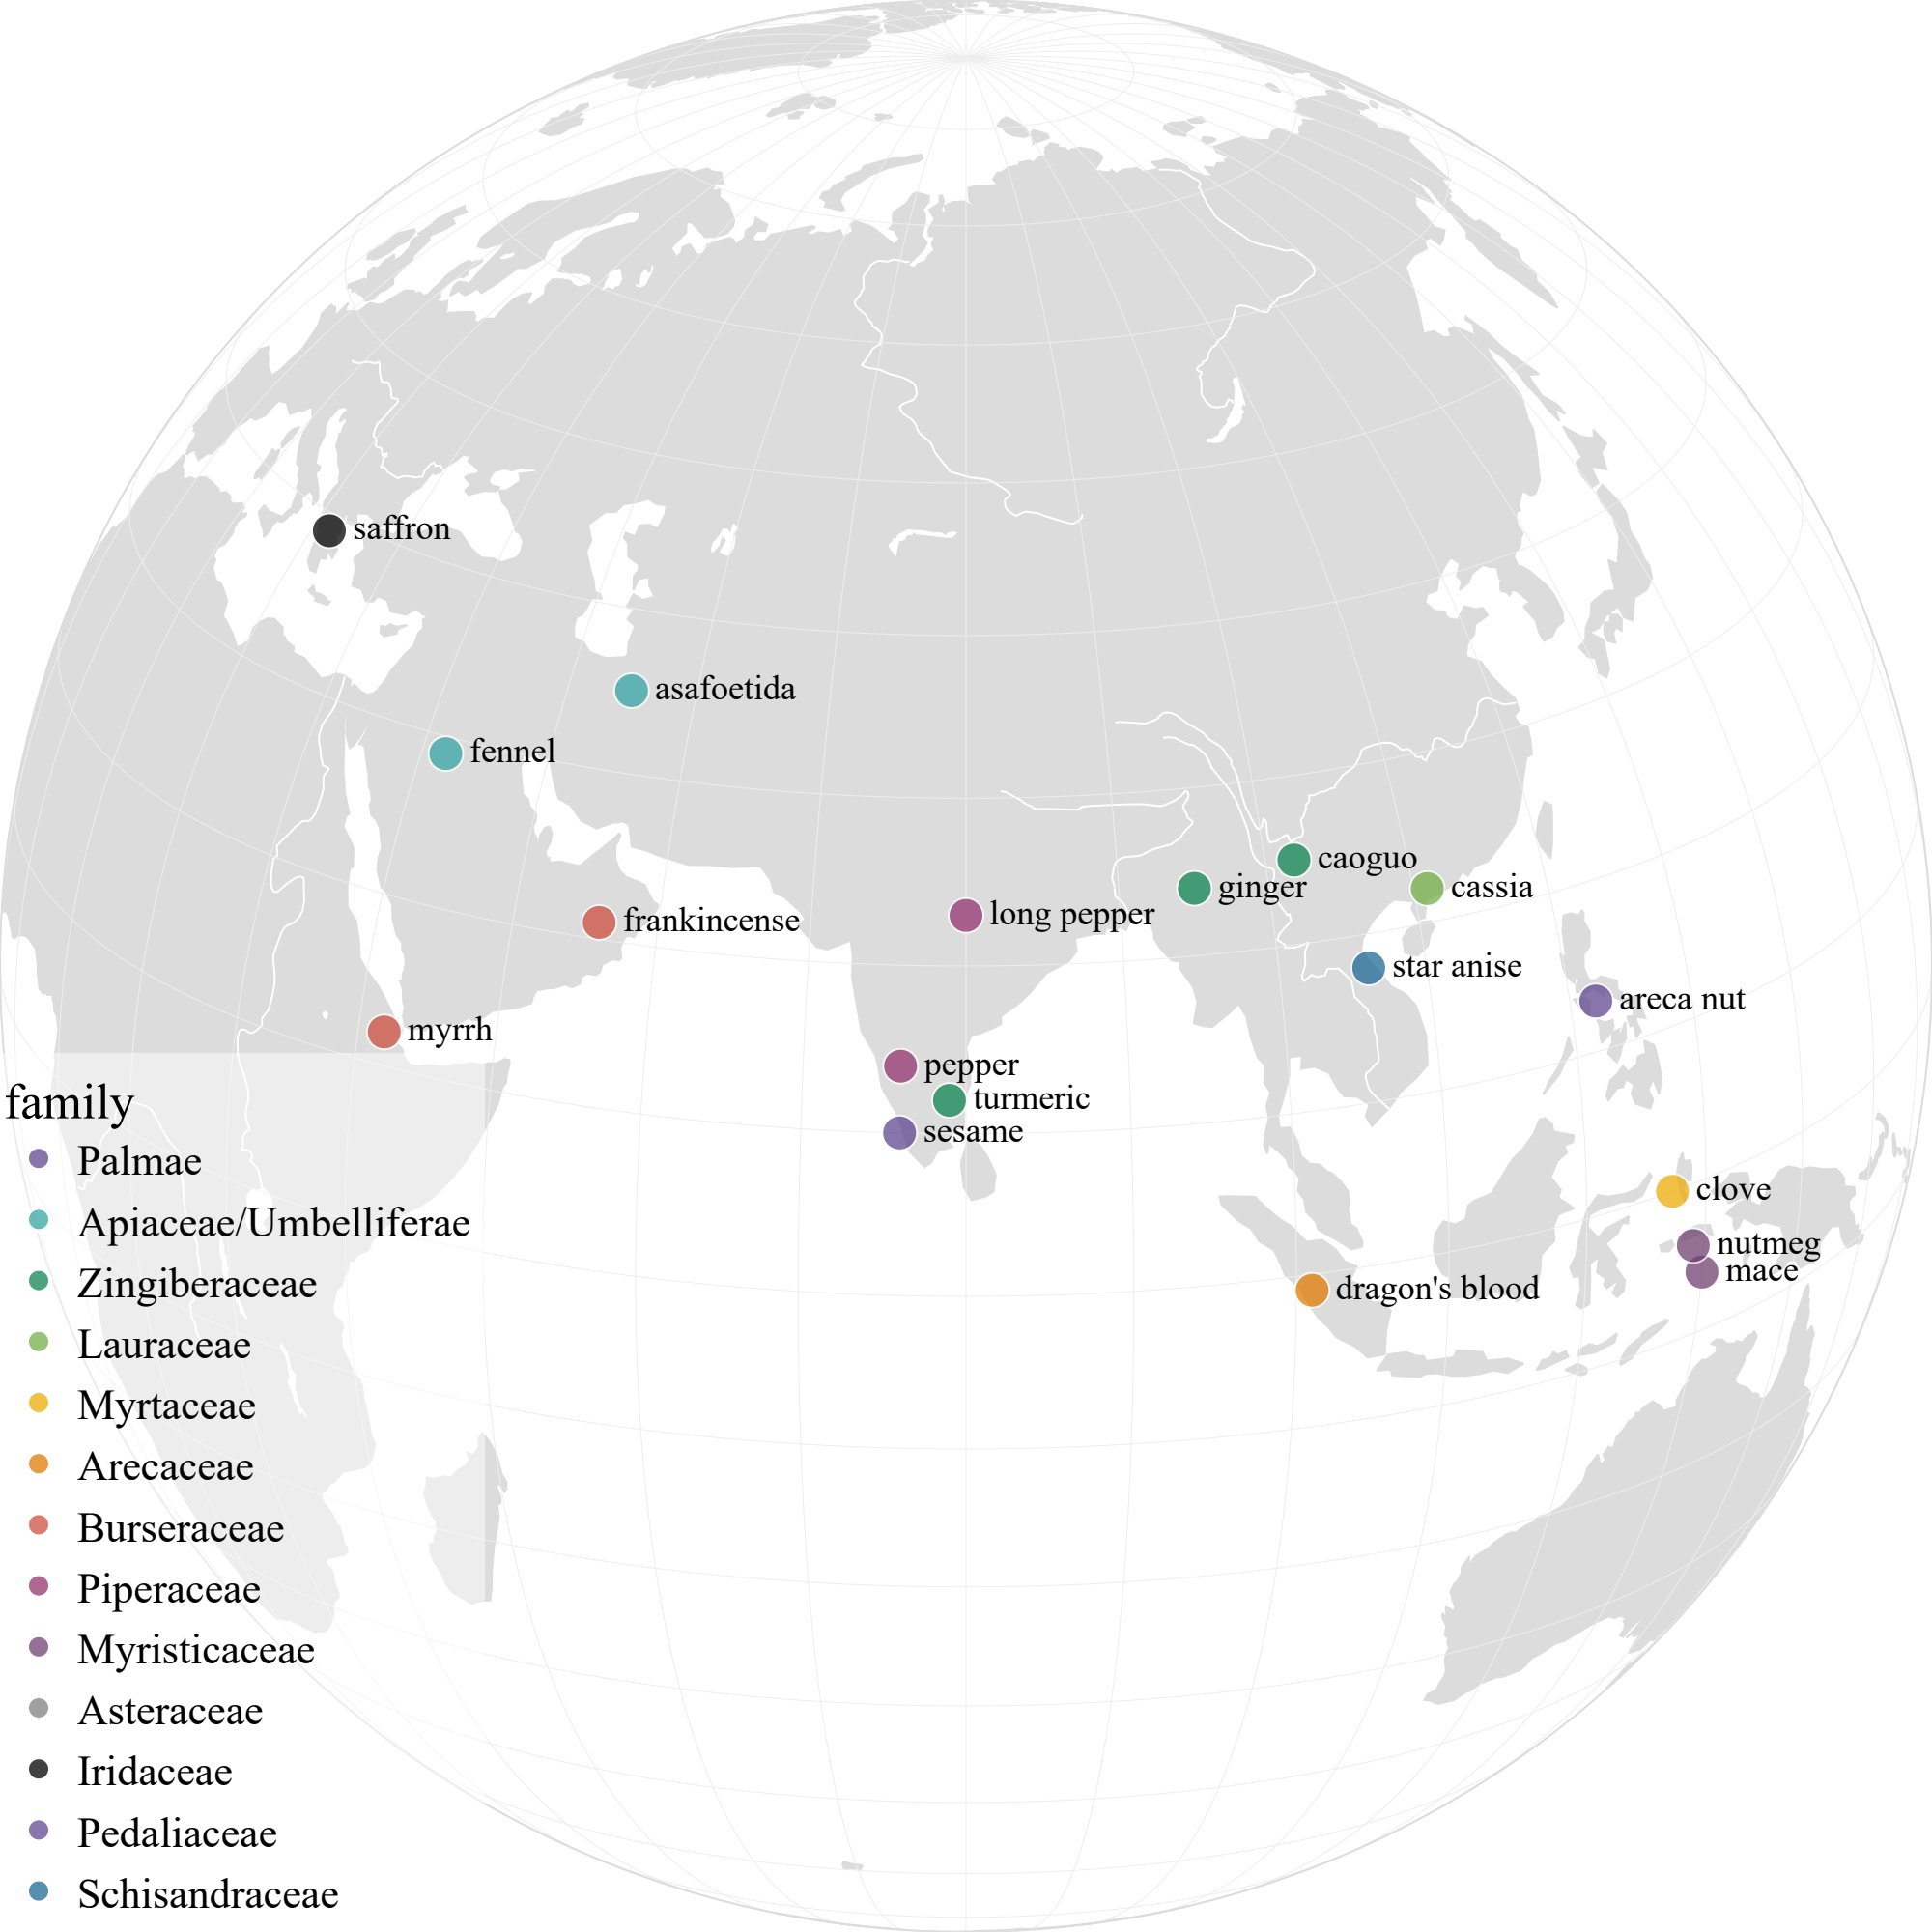 saffron
asafoetida
fennel
caoguo
ginger
cassia
long pepper
frankincense
star anise
areca nut
myrrh
pepper
turmeric
sesame
clove
nutmeg
mace
dragon's blood
family
Palmae
Apiaceae/Umbelliferae
Zingiberaceae
Lauraceae
Myrtaceae
Arecaceae
Burseraceae
Piperaceae
Myristicaceae
Asteraceae
Iridaceae
Pedaliaceae
Schisandraceae